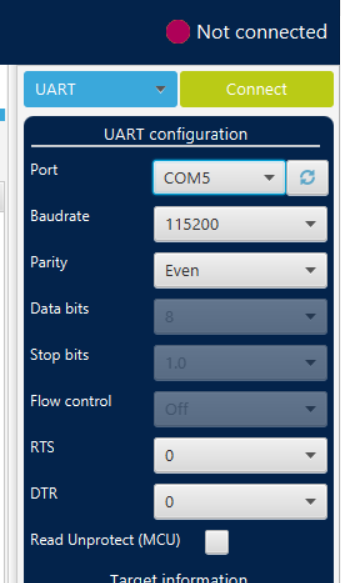 Not connected
UART Connect
UART configuration
Port COM5
Baudrate 115200
Parity Even
Data bits 8
Stop bits 1.0
Flow control Off
RTS 0
DTR 0
Read Unprotect (MCU)
Target information